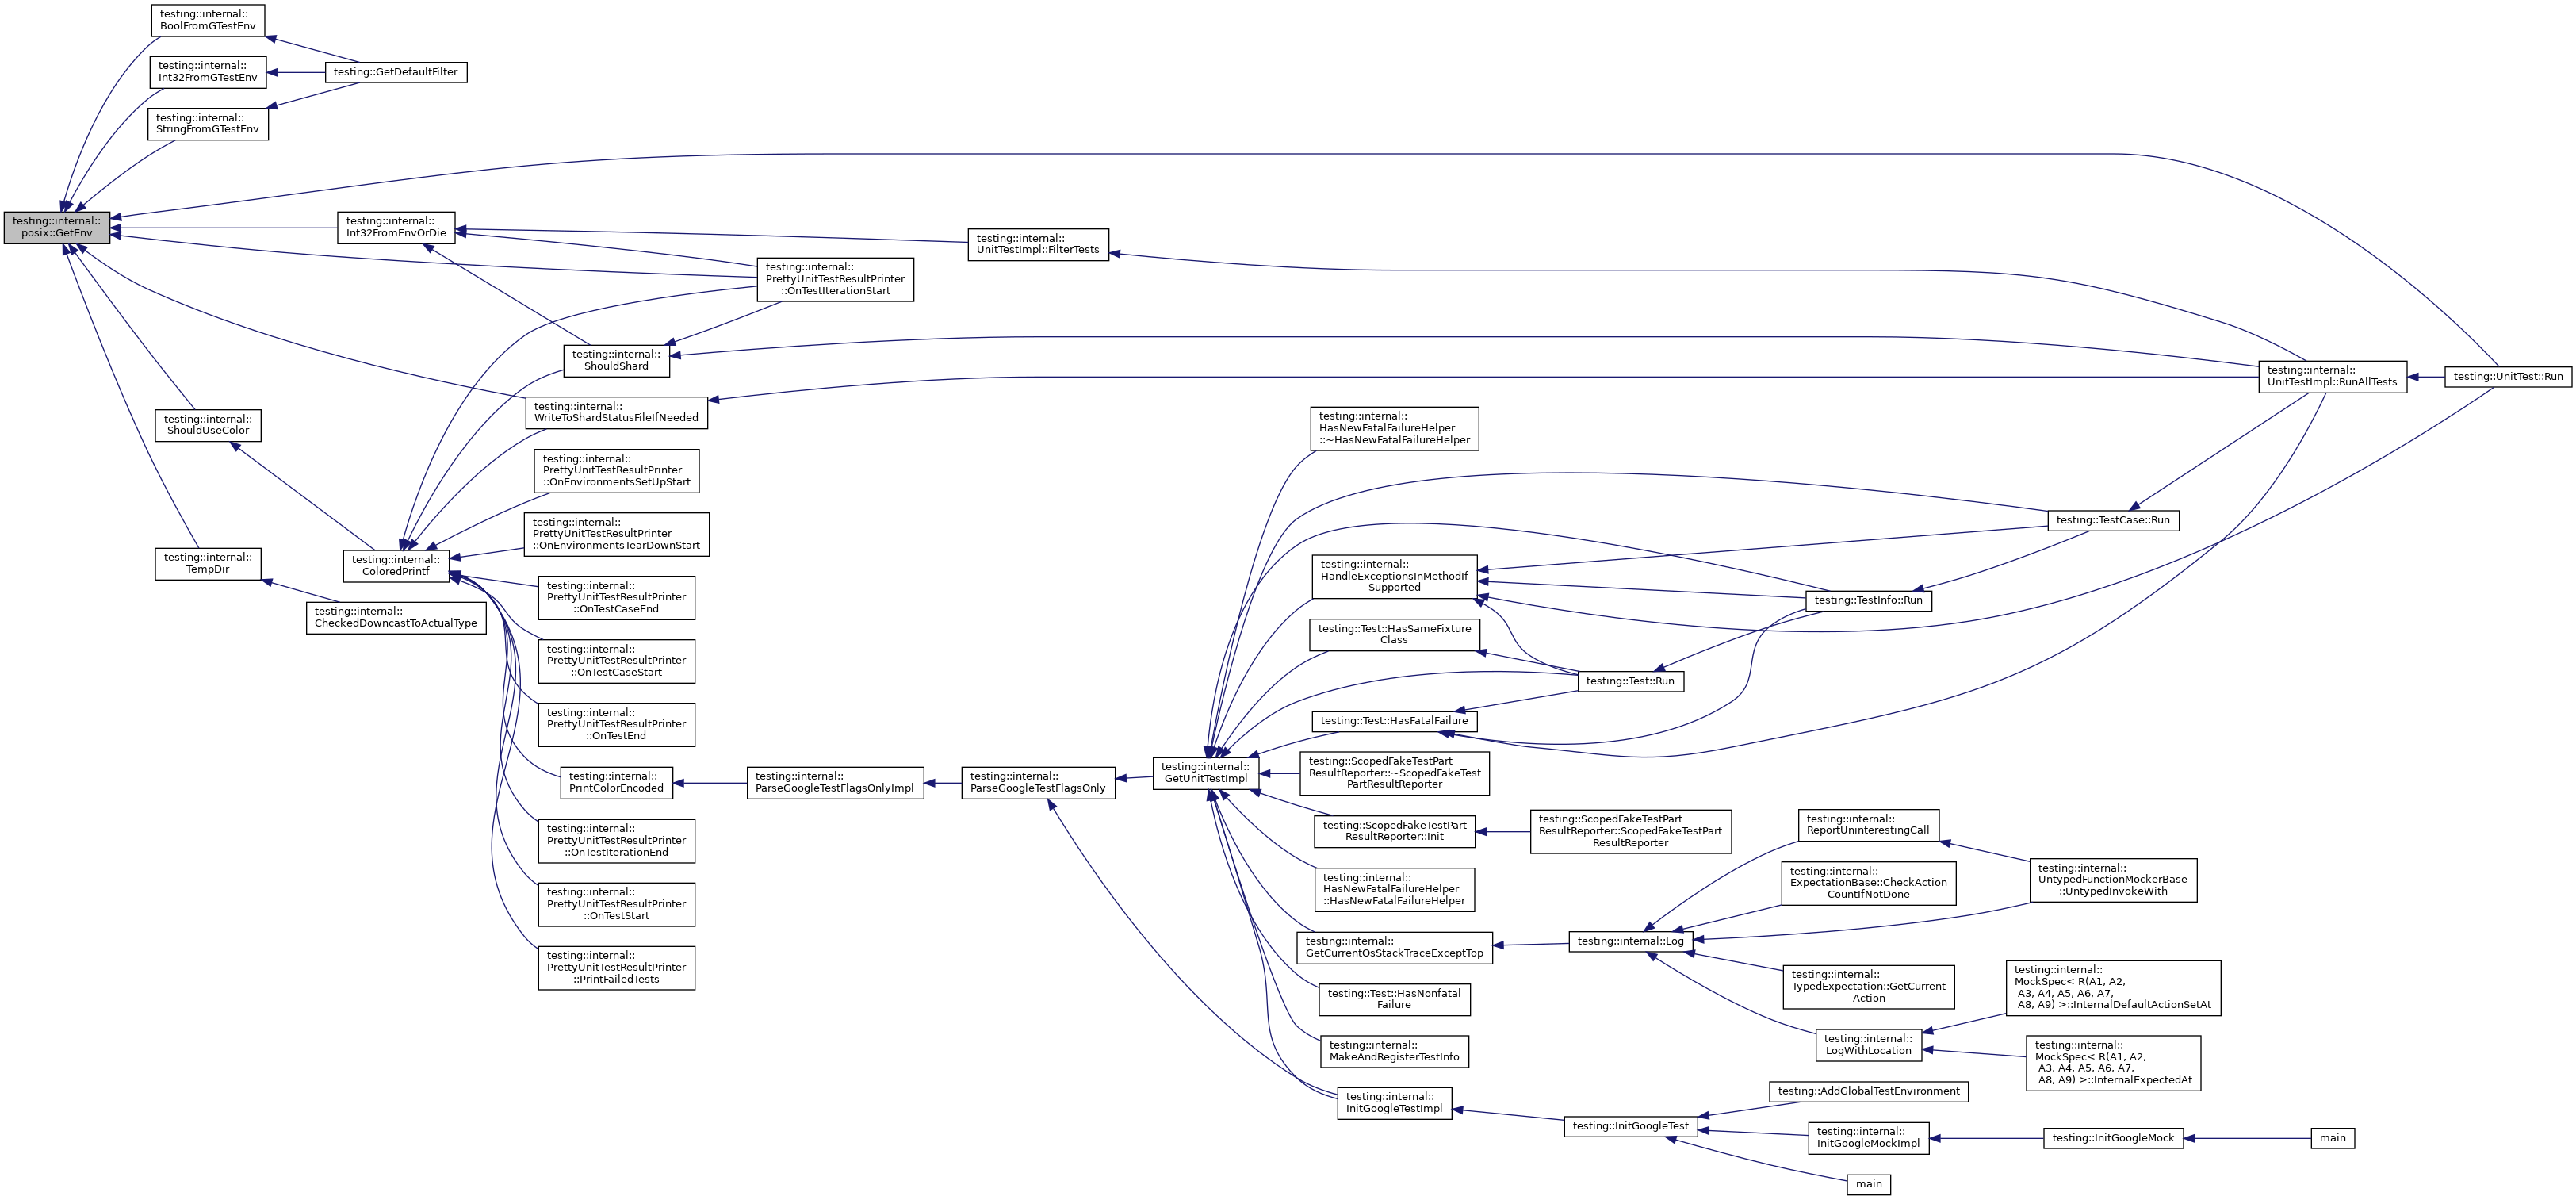 testing::internal::
BoolFromGTestEnv
testing::internal::
Int32FromGTestEnv
testing::GetDefaultFilter
testing::internal::
StringFromGTestEnv
testing::internal::
posix::GetEnv
testing::internal::
Int32FromEnvOrDie
testing::internal::
UnitTestImpl::FilterTests
testing::internal::
PrettyUnitTestResultPrinter
::OnTestIterationStart
testing::internal::
ShouldShard
testing::internal::
UnitTestImpl::RunAllTests
testing::UnitTest::Run
testing::internal::
WriteToShardStatusFileIfNeeded
testing::internal::
ShouldUseColor
testing::internal::
HasNewFatalFailureHelper
::~HasNewFatalFailureHelper
testing::internal::
PrettyUnitTestResultPrinter
::OnEnvironmentsSetUpStart
testing::internal::
PrettyUnitTestResultPrinter
::OnEnvironmentsTearDownStart
testing::TestCase::Run
testing::internal::
TempDir
testing::internal::
ColoredPrintf
testing::internal::
HandleExceptionsInMethodIf
Supported
testing::internal::
PrettyUnitTestResultPrinter
::OnTestCaseEnd
testing::TestInfo::Run
testing::internal::
CheckedDowncastToActualType
testing::Test::HasSameFixture
Class
testing::internal::
PrettyUnitTestResultPrinter
::OnTestCaseStart
testing::Test::Run
testing::internal::
PrettyUnitTestResultPrinter
::OnTestEnd
testing::Test::HasFatalFailure
testing::internal::
PrintColorEncoded
testing::internal::
ParseGoogleTestFlagsOnlyImpl
testing::internal::
ParseGoogleTestFlagsOnly
testing::internal::
GetUnitTestImpl
testing::ScopedFakeTestPart
ResultReporter::~ScopedFakeTest
PartResultReporter
testing::ScopedFakeTestPart
ResultReporter::Init
testing::ScopedFakeTestPart
ResultReporter::ScopedFakeTestPart
ResultReporter
testing::internal::
ReportUninterestingCall
testing::internal::
PrettyUnitTestResultPrinter
::OnTestIterationEnd
testing::internal::
HasNewFatalFailureHelper
::HasNewFatalFailureHelper
testing::internal::
ExpectationBase::CheckAction
CountIfNotDone
testing::internal::
UntypedFunctionMockerBase
::UntypedInvokeWith
testing::internal::
PrettyUnitTestResultPrinter
::OnTestStart
testing::internal::
GetCurrentOsStackTraceExceptTop
testing::internal::Log
testing::internal::
PrettyUnitTestResultPrinter
::PrintFailedTests
testing::internal::
TypedExpectation::GetCurrent
Action
testing::Test::HasNonfatal
Failure
testing::internal::
MockSpec< R(A1, A2,
A3, A4, A5, A6, A7,
A8, A9) >::InternalDefaultActionSetAt
testing::internal::
MakeAndRegisterTestInfo
testing::internal::
LogWithLocation
testing::internal::
MockSpec< R(A1, A2,
A3, A4, A5, A6, A7,
A8, A9) >::InternalExpectedAt
testing::internal::
InitGoogleTestImpl
testing::AddGlobalTestEnvironment
testing::InitGoogleTest
testing::internal::
InitGoogleMockImpl
testing::InitGoogleMock
main
main